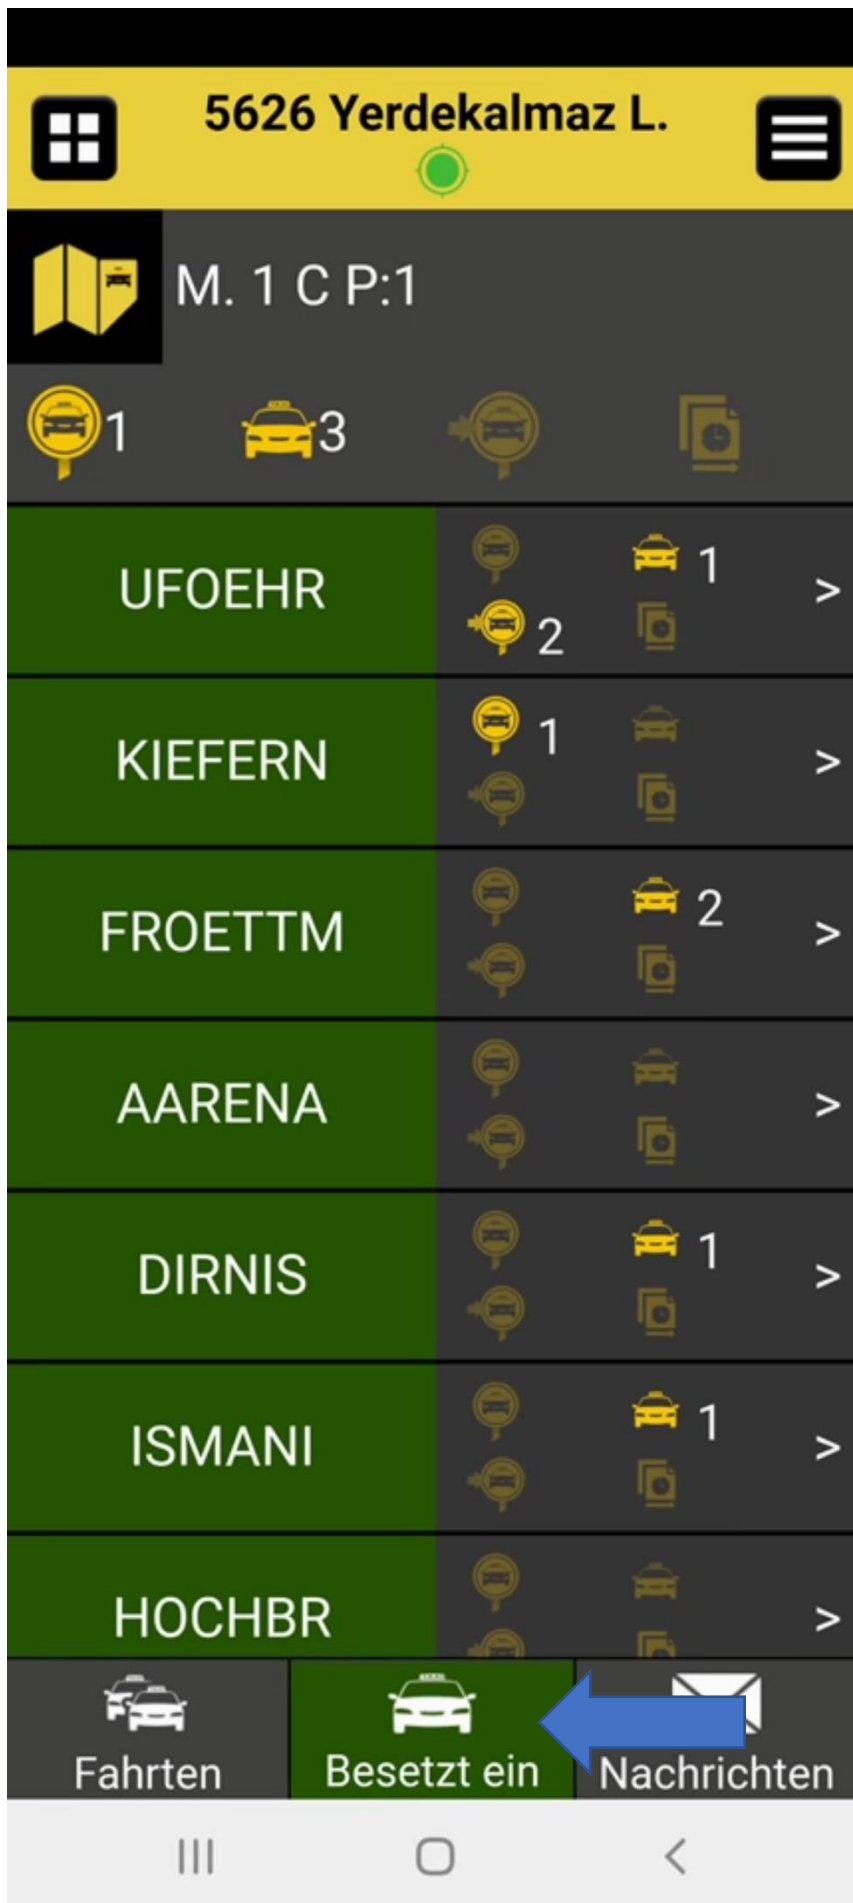 5626 Yerdekalmaz L.
M. 1 C P:1
1 3
UFOEHR 1 >
2
KIEFERN 1 >
FROETTM 2 >
AARENA >
DIRNIS 1 >
ISMANI 1 >
HOCHBR >
Fahrten Besetzt ein Nachrichten